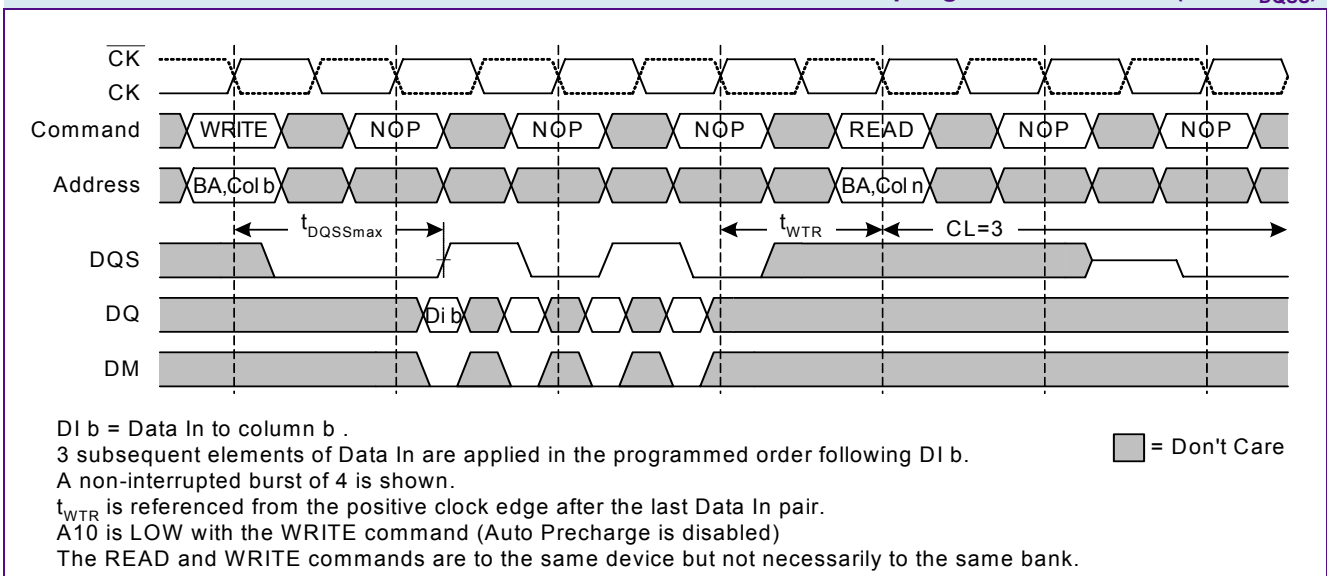 DQSS
CK
CK
Command WRITE NOP NOP NOP READ NOP NOP
Address BA,Col b BA,Col n
tDQSSmax tWTR CL=3
DQS
DQ Di b
DM
DI b = Data In to column b .
3 subsequent elements of Data In are applied in the programmed order following DI b.
A non-interrupted burst of 4 is shown.
tWTR is referenced from the positive clock edge after the last Data In pair.
A10 is LOW with the WRITE command (Auto Precharge is disabled)
The READ and WRITE commands are to the same device but not necessarily to the same bank.
= Don't Care